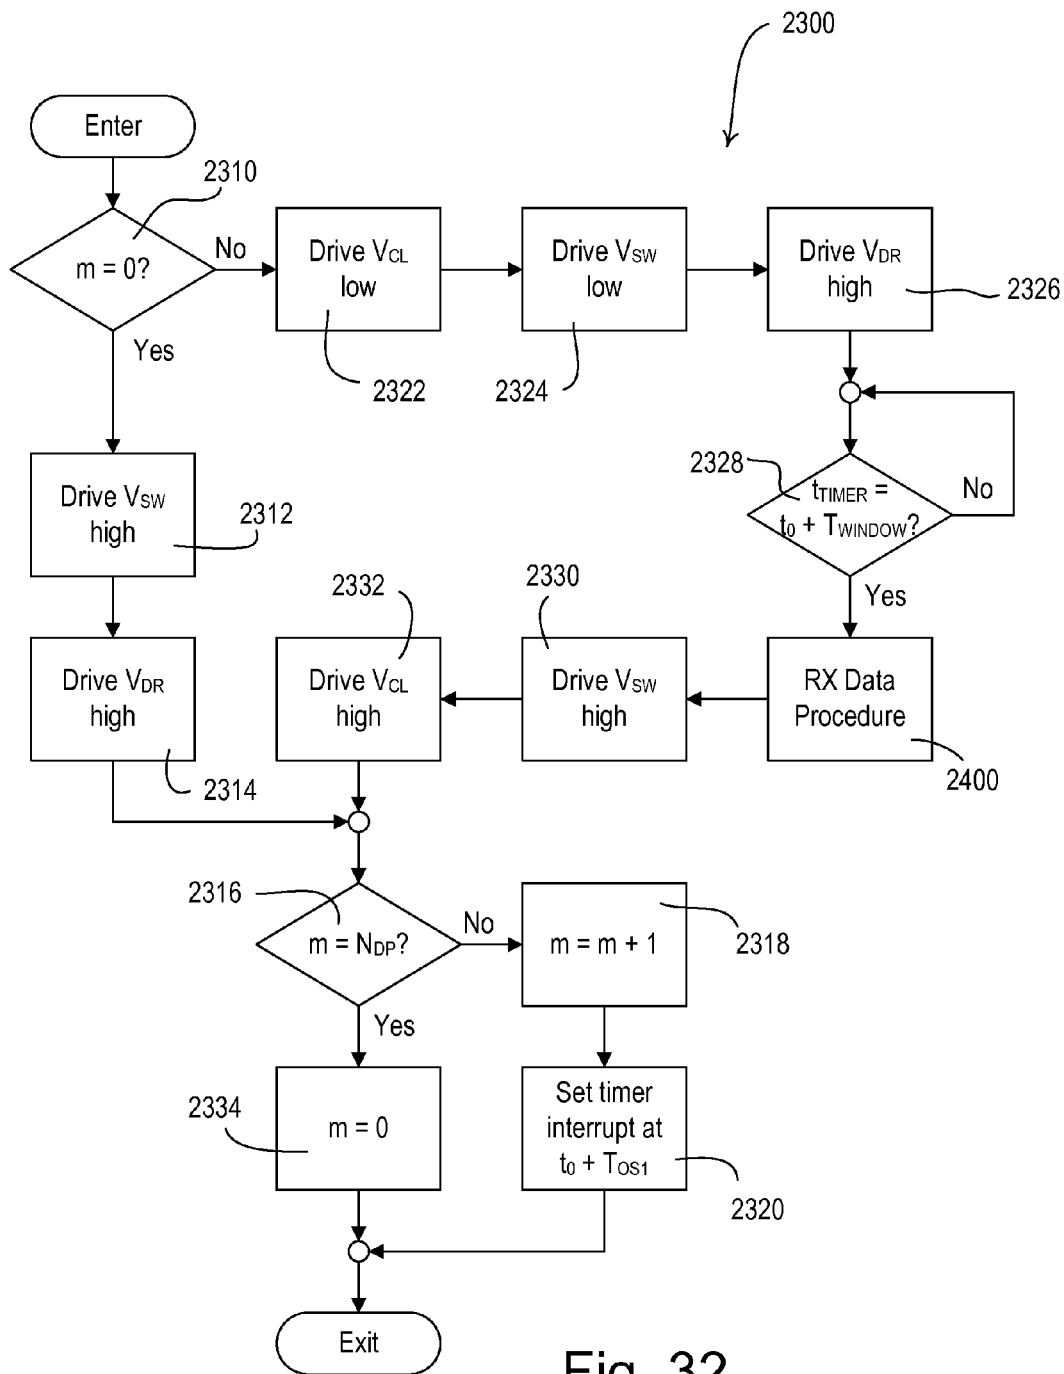 2300
Enter
2310
m = 0?
No
Yes
Drive VCL
low
2322
Drive VSW
low
2324
Drive VDR
high
2326
2328
tTIMER =
t0 + TWINDOW?
No
Yes
Drive VSW
high
2312
Drive VDR
high
2314
2332
Drive VCL
high
2330
Drive VSW
high
RX Data
Procedure
2400
2316
m = NDP?
No
Yes
m = m + 1
2318
2334
m = 0
Set timer
interrupt at
t0 + TOS1
2320
Exit
Fig. 32